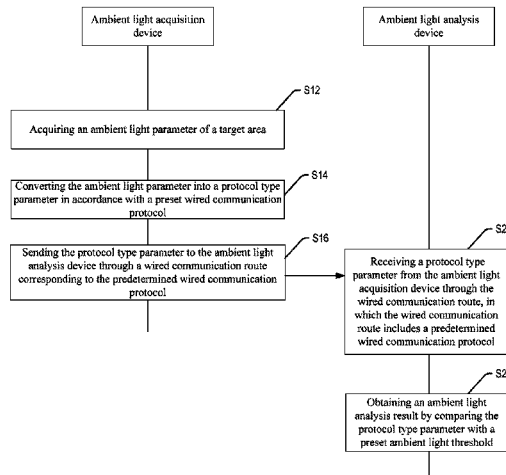 Ambient light acquisition
device
Ambient light analysis
device
S12
Acquiring an ambient light parameter of a target area
S14
Converting the ambient light parameter into a protocol type
parameter in accordance with a preset wired communication
protocol
S16
Sending the protocol type parameter to the ambient light
analysis device through a wired communication route
corresponding to the predetermined wired communication
protocol
S2
Receiving a protocol type
parameter from the ambient light
acquisition device through the
wired communication route, in
which the wired communication
route includes a predetermined
wired communication protocol
S2
Obtaining an ambient light
analysis result by comparing the
protocol type parameter with a
preset ambient light threshold